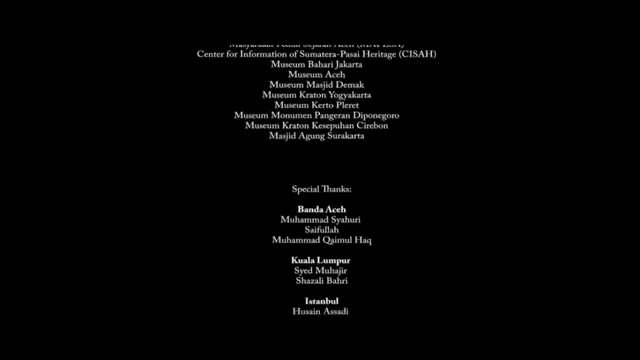 Center for Information of Sumatera-Pasai Heritage (CISAH)
Museum Bahari Jakarta
Museum Aceh
Museum Masjid Demak
Museum Kraton Yogyakarta
Museum Kerto Pleret
Museum Monumen Pangeran Diponegoro
Museum Kraton Kesepuhan Cirebon
Masjid Agung Surakarta
Special Thanks:
Banda Aceh
Muhammad Syahuri
Saifullah
Muhammad Qaimul Haq
Kuala Lumpur
Syed Muhajir
Shazali Bahri
Istanbul
Husain Assadi